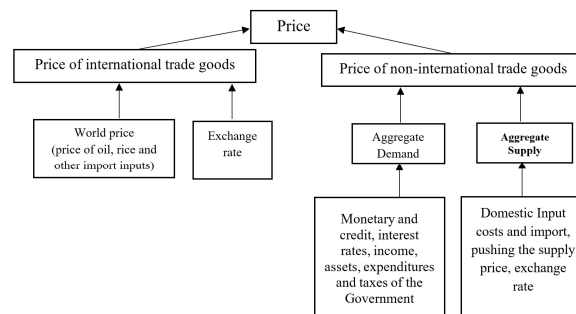 Price
Price of international trade goods
Price of non-international trade goods
World price
(price of oil, rice and
other import inputs)
Exchange
rate
Aggregate
Demand
Aggregate
Supply
Monetary and
credit, interest
rates, income,
assets, expenditures
and taxes of the
Government
Domestic Input
costs and import,
pushing the supply
price, exchange
rate